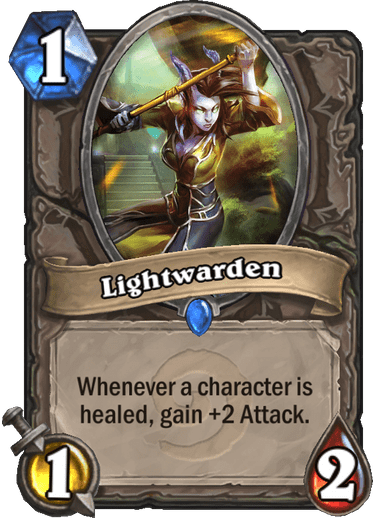 1
Lightwarden
Whenever a character is
healed, gain +2 Attack.
1
2